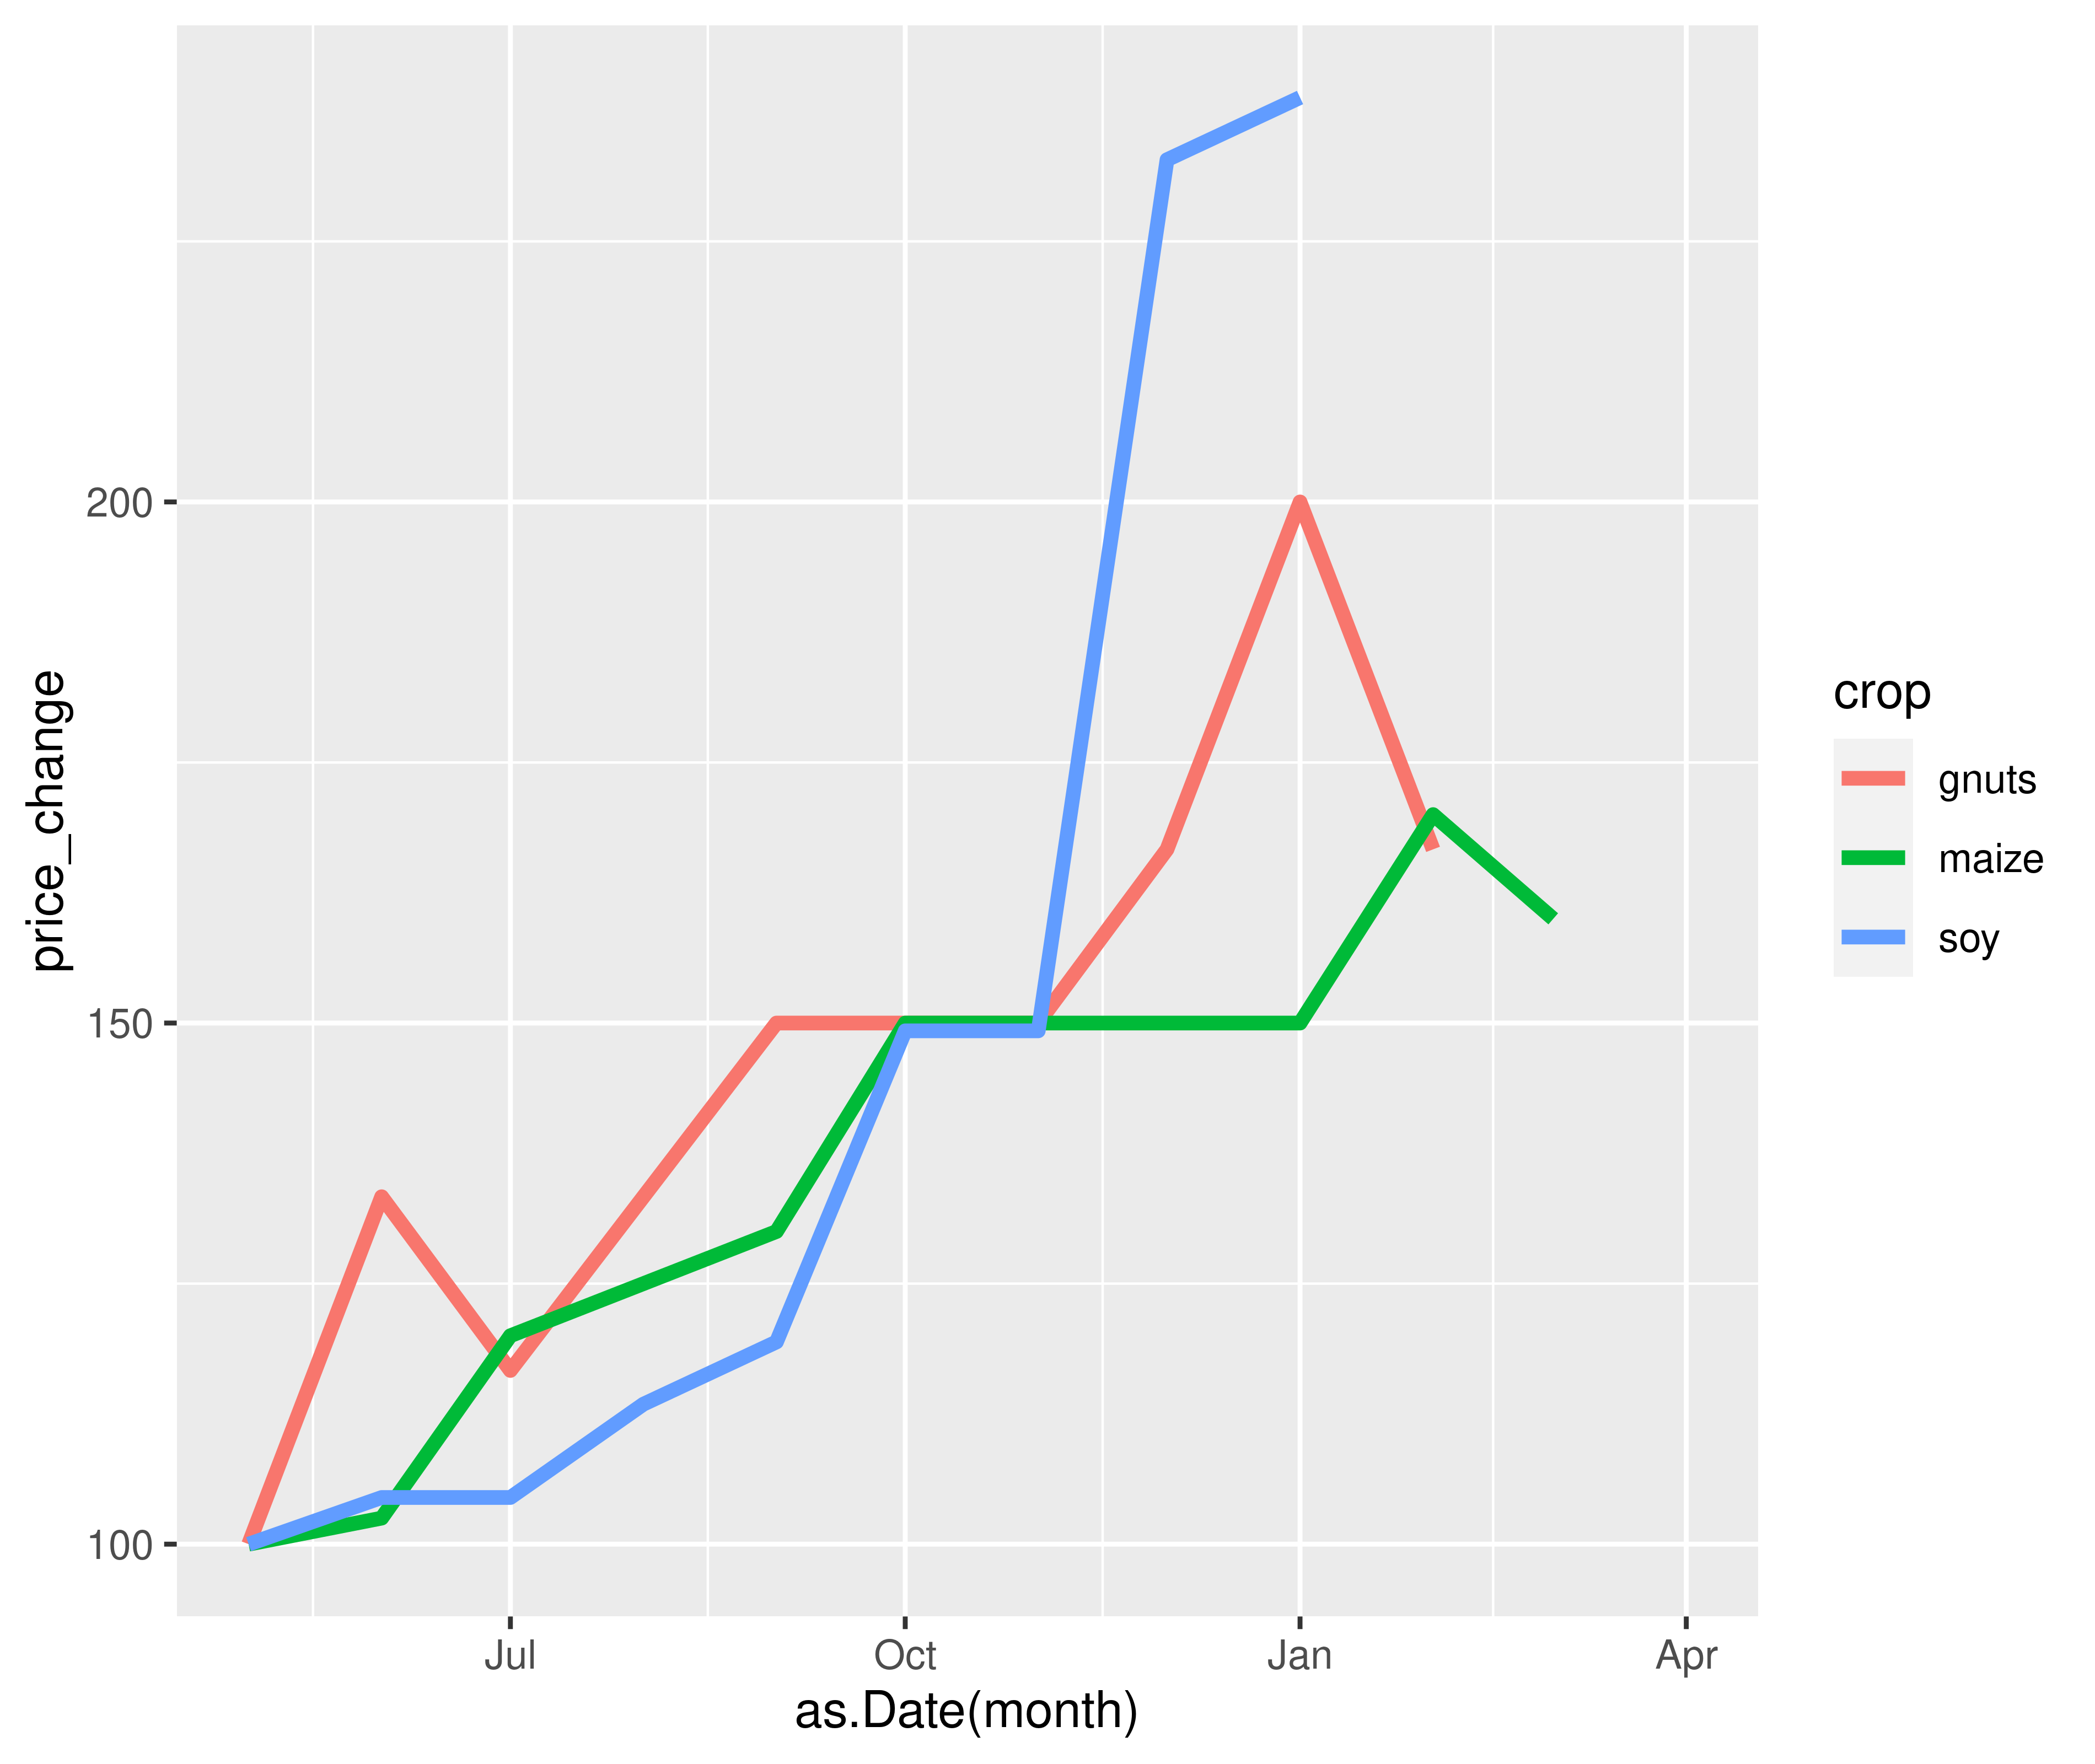 price_change
200
150
100
Jul Oct Jan Apr
as.Date(month)
crop
gnuts
maize
soy